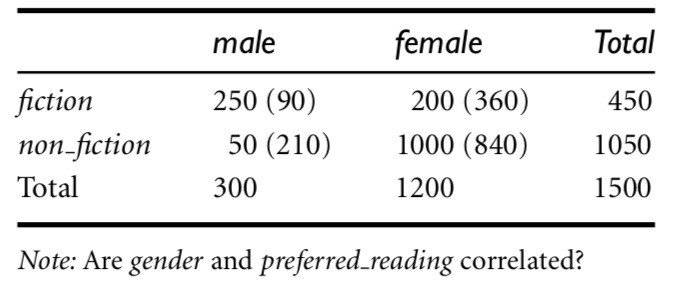 male female Total
fiction 250 (90) 200 (360) 450
non_fiction 50 (210) 1000 (840) 1050
Total 300 1200 1500
Note: Are gender and preferred_reading correlated?